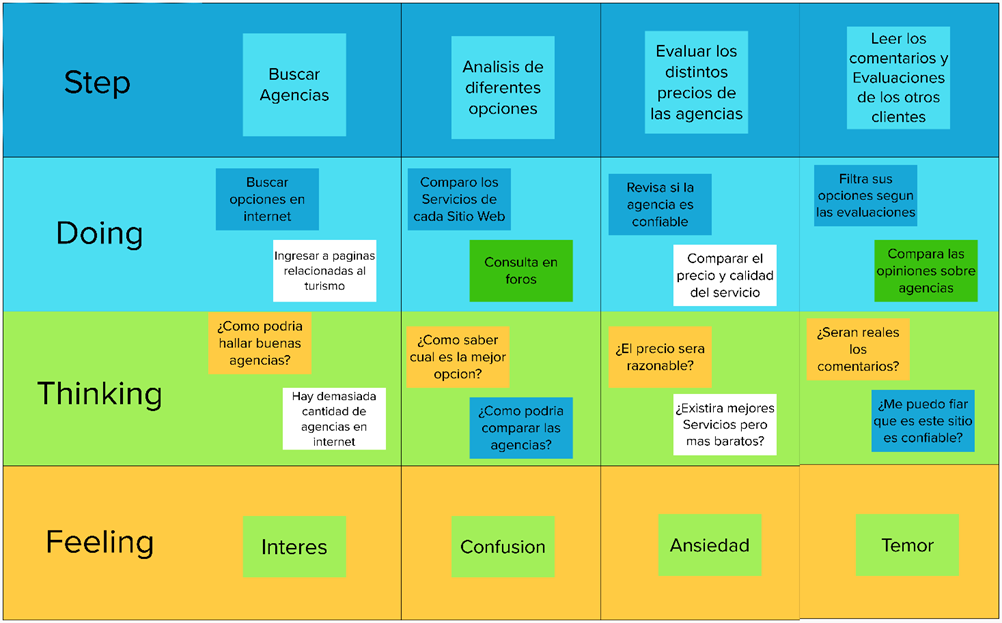 Step
Buscar
Agencias
Analisis de
diferentes
opciones
Evaluar los
distintos
precios de
las agencias
Leer los
comentarios y
Evaluaciones
de los otros
clientes
Doing
Buscar
opciones en
internet
Ingresar a paginas
relacionadas al
turismo
Comparo los
Servicios de
cada Sitio Web
Consulta en
foros
Revisa si la
agencia es
confiable
Comparar el
precio y calidad
del servicio
Filtra sus
opciones segun
las evaluaciones
Compara las
opiniones sobre
agencias
Thinking
¿Como podria
hallar buenas
agencias?
Hay demasiada
cantidad de
agencias en
internet
¿Como saber
cual es la mejor
opcion?
¿Como podria
comparar las
agencias?
¿El precio sera
razonable?
¿Existira mejores
Servicios pero
mas baratos?
¿Seran reales
los
comentarios?
¿Me puedo fiar
que es este sitio
es confiable?
Feeling
Interes
Confusion
Ansiedad
Temor